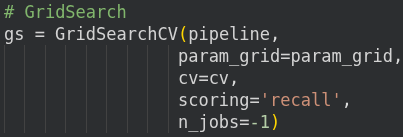 # GridSearch
gs = GridSearchCV(pipeline,
                  param_grid=param_grid,
                  cv=cv,
                  scoring='recall',
                  n_jobs=-1)